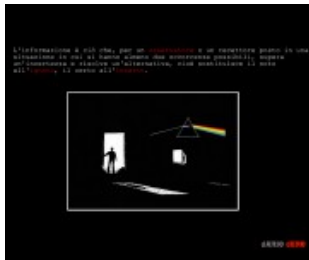 L'informazione è ciò che, per un osservatore o un recettore posto in una
situazione in cui si hanno almeno due occorrenze possibili, supera
un'incertezza e risolve un'alternativa, cioè sostituisce il noto
all'ignoto, il certo all'incerto.